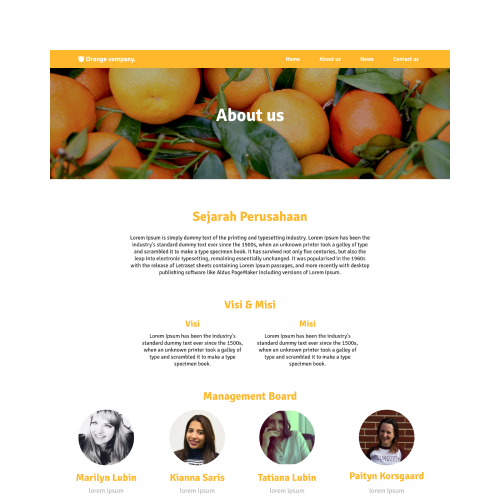 Orange company.
Home About us News Contact us
About us
Sejarah Perusahaan
Lorem Ipsum is simply dummy text of the printing and typesetting industry. Lorem Ipsum has been the
industry's standard dummy text ever since the 1500s, when an unknown printer took a galley of type
and scrambled it to make a type specimen book. It has survived not only five centuries, but also the
leap into electronic typesetting, remaining essentially unchanged. It was popularised in the 1960s
with the release of Letraset sheets containing Lorem Ipsum passages, and more recently with desktop
publishing software like Aldus PageMaker including versions of Lorem Ipsum.
Visi & Misi
Visi
Lorem Ipsum has been the industry's
standard dummy text ever since the 1500s,
when an unknown printer took a galley of
type and scrambled it to make a type
specimen book.
Misi
Lorem Ipsum has been the industry's
standard dummy text ever since the 1500s,
when an unknown printer took a galley of
type and scrambled it to make a type
specimen book.
Management Board
Marilyn Lubin
lorem ipsum
Kianna Saris
lorem ipsum
Tatiana Lubin
lorem ipsum
Paityn Korsgaard
lorem ipsum